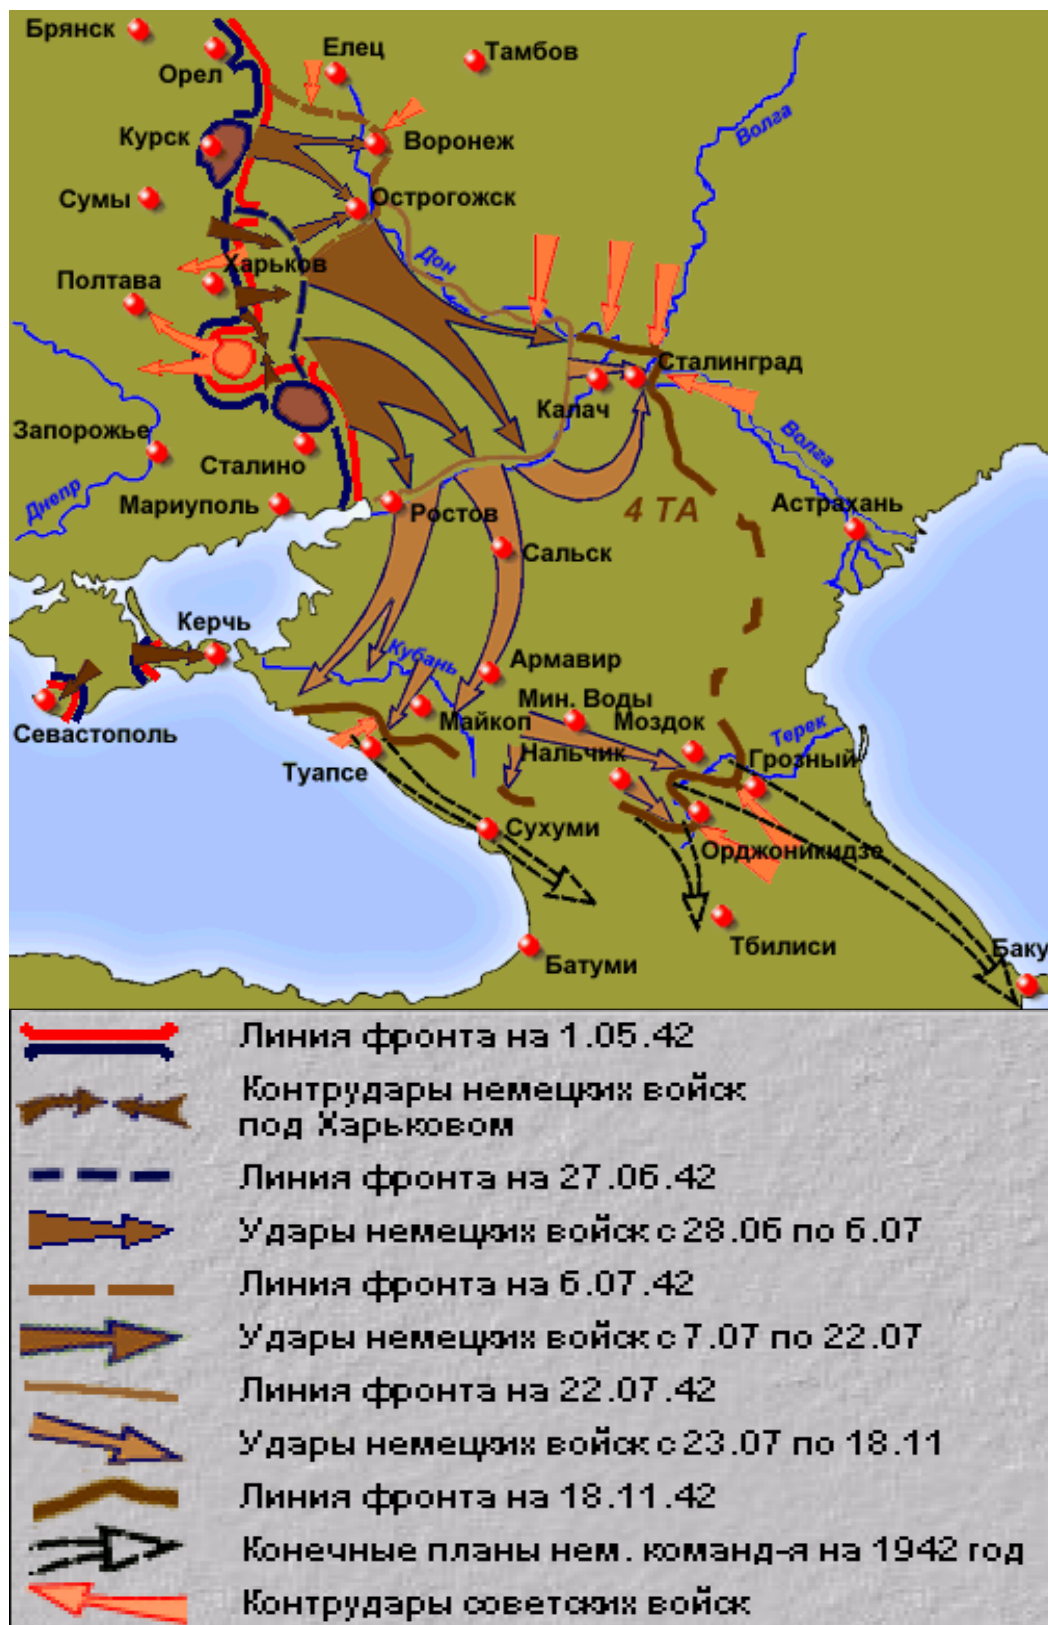 Брянск
Орел
Елец
Тамбов
Курск
Воронеж
Волга
Сумы
Острогожск
Харьков
Дон
Полтава
Сталинград
Калач
Запорожье
Сталино
Волга
Днепр
Мариуполь
Ростов
4 ТА
Астрахань
Сальск
Керчь
Кубань
Армавир
Севастополь
Майкоп
Мин. Воды
Моздок
Терек
Туапсе
Нальчик
Грозный
Сухуми
Орджоникидзе
Батуми
Тбилиси
Баку
Линия фронта на 1.05.42
Контрудары немецких войск
под Харьковом
Линия фронта на 27.06.42
Удары немецких войск с 28.06 по 6.07
Линия фронта на 6.07.42
Удары немецких войск с 7.07 по 22.07
Линия фронта на 22.07.42
Удары немецких войск с 23.07 по 18.11
Линия фронта на 18.11.42
Конечные планы нем. команд-я на 1942 год
Контрудары советских войск